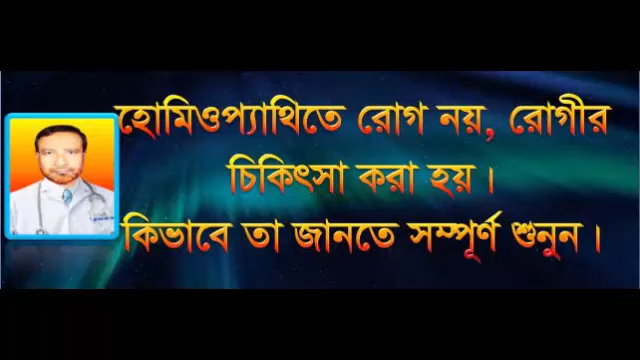 হোমিওপ্যাথিতে রোগ নয়, রোগীর
চিকিৎসা করা হয়।
কিভাবে তা জানতে সম্পূর্ণ শুনুন।